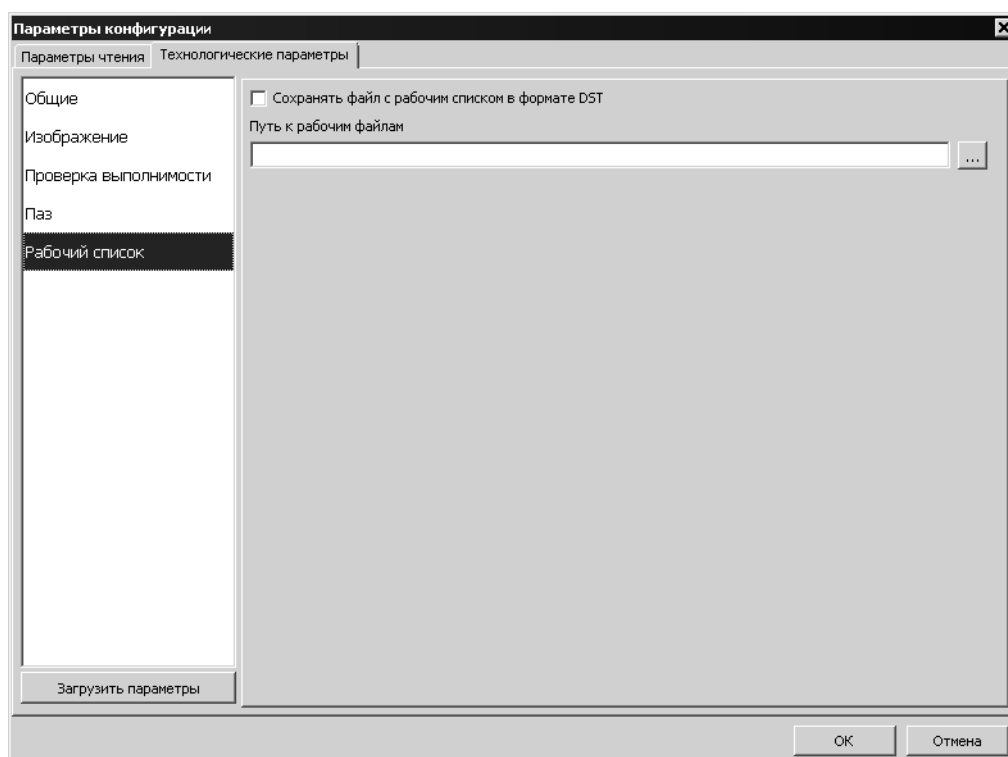 Параметры конфигурации
Параметры чтения Технологические параметры
Общие
Изображение
Проверка выполнимости
Паз
Рабочий список
Загрузить параметры
Сохранять файл с рабочим списком в формате DST
Путь к рабочим файлам
...
OK Отмена